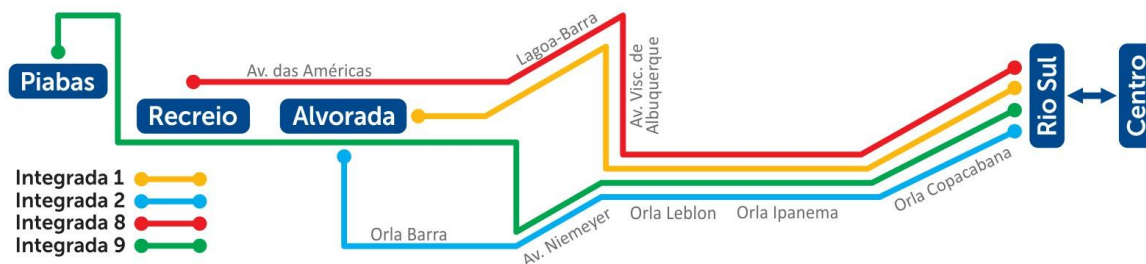 Piabas
Recreio
Alvorada
Av. das Américas
Lagoa-Barra
Av. Visc. de
Albuquerque
Rio Sul
Centro
Integrada 1
Integrada 2
Integrada 8
Integrada 9
Orla Barra
Av. Niemeyer
Orla Leblon
Orla Ipanema
Orla Copacabana